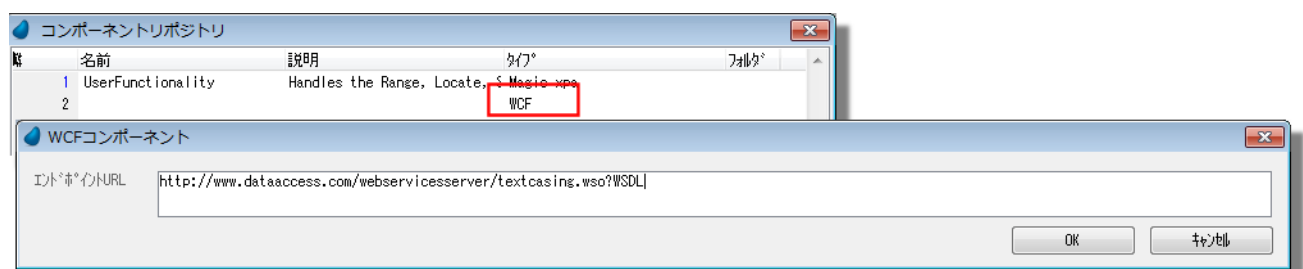 コンポーネントリポジトリ
名前 説明 タイプ フォルダ
1 UserFunctionality Handles the Range, Locate, S Magic xpa
2 WCF
WCFコンポーネント
エンドポイントURL http://www.dataaccess.com/webservicesserver/textcasing.wso?WSDL
OK キャンセル